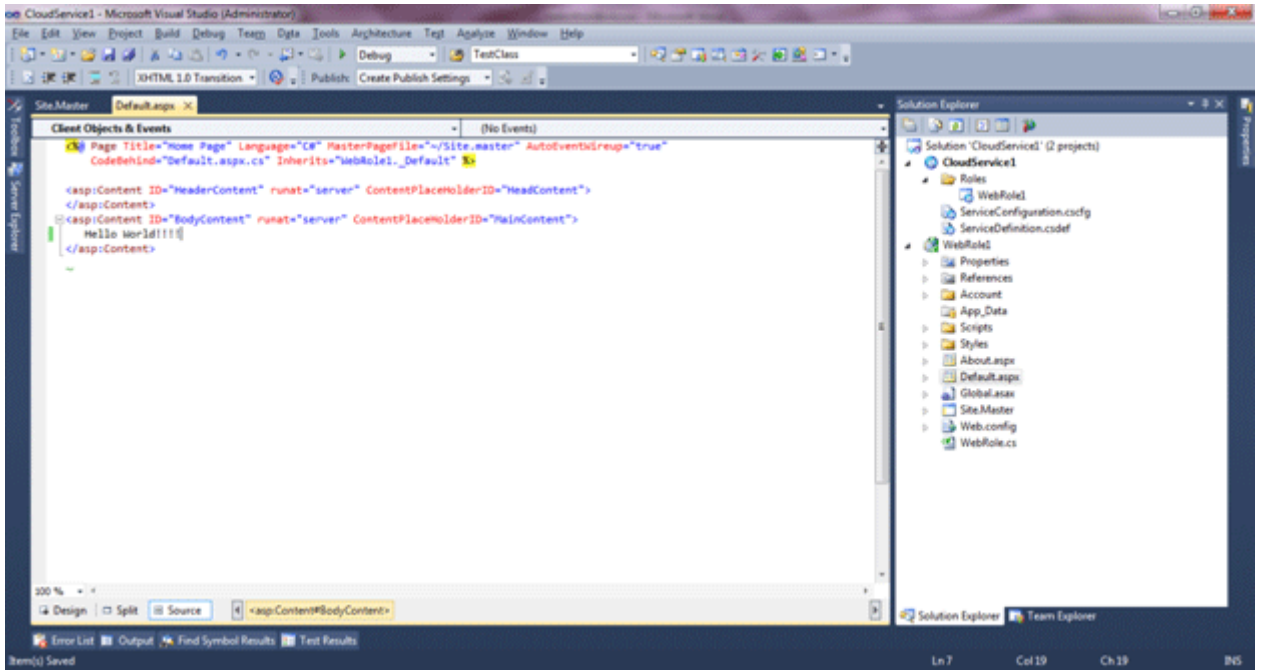 CloudService1 - Microsoft Visual Studio (Administrator)
File Edit View Project Build Debug Team Data Tools Architecture Test Analyze Window Help
Debug TestClass
XHTML 1.0 Transition Publish: Create Publish Settings
Site.Master Default.aspx Solution Explorer
Toolbox
Server Explorer
Properties
Client Objects & Events (No Events)
<%@ Page Title="Home Page" Language="C#" MasterPageFile="~/Site.master" AutoEventWireup="true"
CodeBehind="Default.aspx.cs" Inherits="WebRole1._Default" %>
<asp:Content ID="HeaderContent" runat="server" ContentPlaceHolderID="HeadContent">
</asp:Content>
<asp:Content ID="BodyContent" runat="server" ContentPlaceHolderID="MainContent">
Hello World!!!!
</asp:Content>
Solution 'CloudService1' (2 projects)
CloudService1
Roles
WebRole1
ServiceConfiguration.cscfg
ServiceDefinition.csdef
WebRole1
Properties
References
Account
App_Data
Scripts
Styles
About.aspx
Default.aspx
Global.asax
Site.Master
Web.config
WebRole.cs
100 %
Design Split Source <asp:Content#BodyContent>
Solution Explorer Team Explorer
Error List Output Find Symbol Results Test Results
Item(s) Saved Ln 7 Col 19 Ch 19 INS